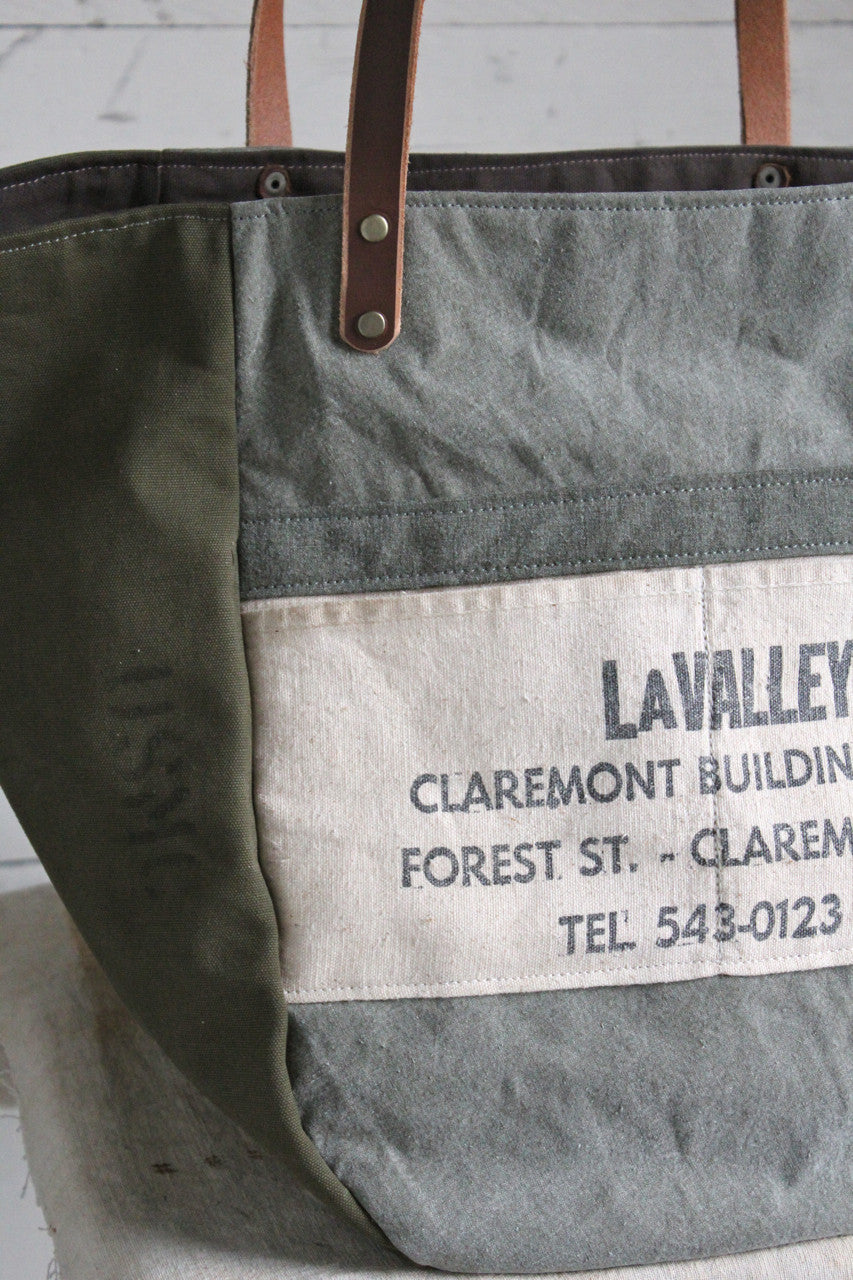 LAVALLEY
CLAREMONT BUILDIN
FOREST ST. - CLAREM
TEL. 543-0123